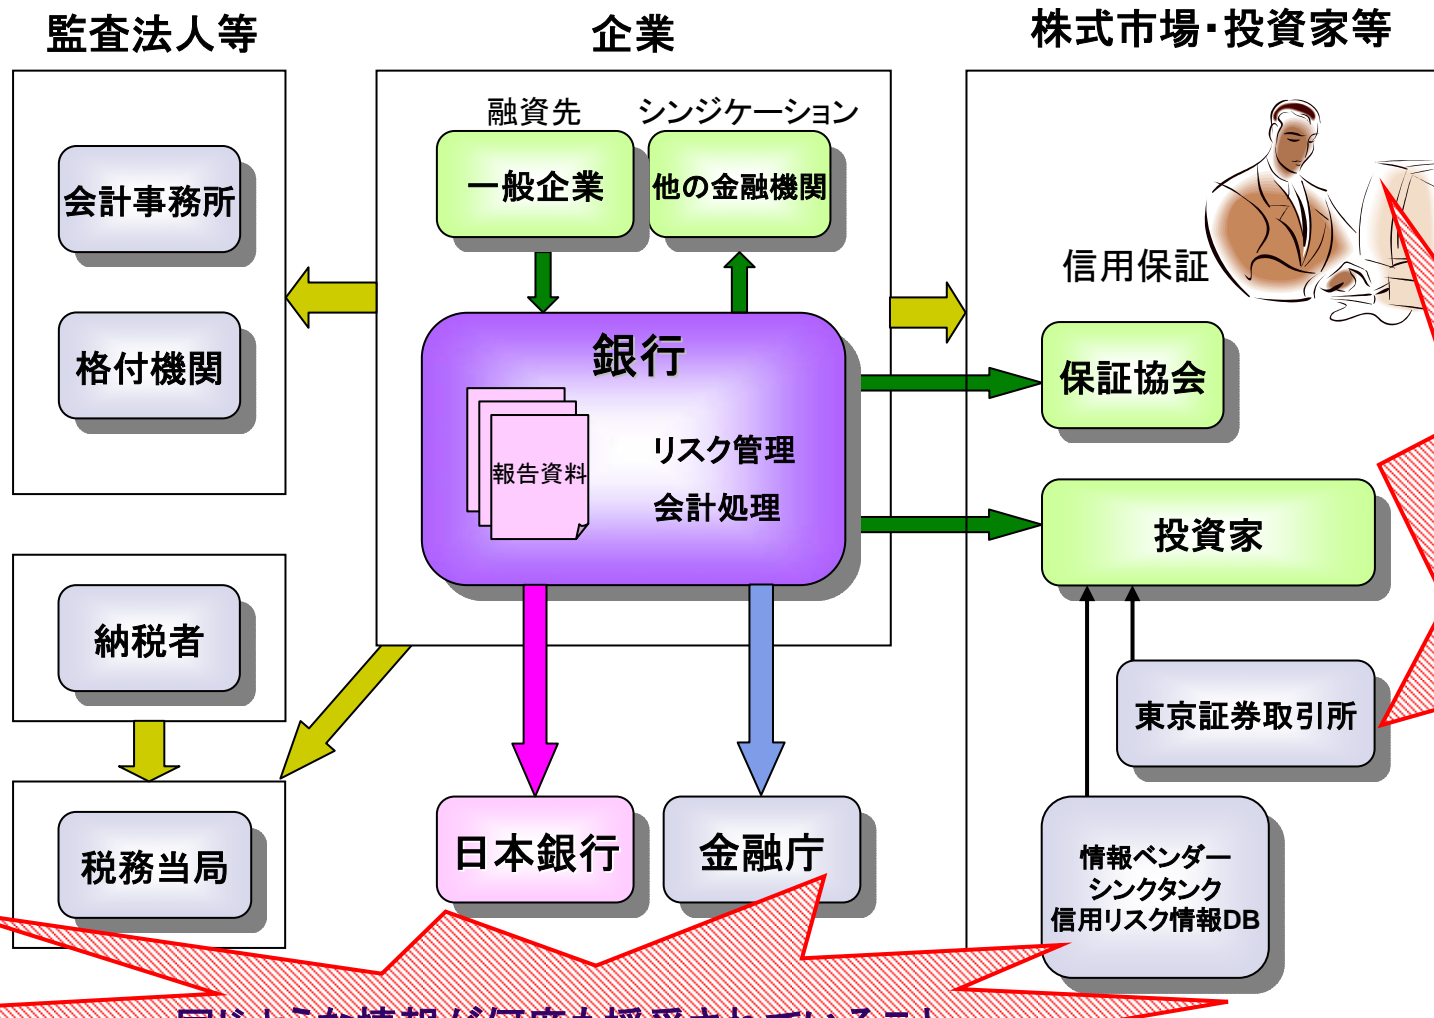 監査法人等
企業
株式市場・投資家等
会計事務所
格付機関
納税者
税務当局
融資先
シンジケーション
一般企業
他の金融機関
銀行
報告資料
リスク管理
会計処理
日本銀行
金融庁
信用保証
保証協会
投資家
東京証券取引所
情報ベンダー
シンクタンク
信用リスク情報DB